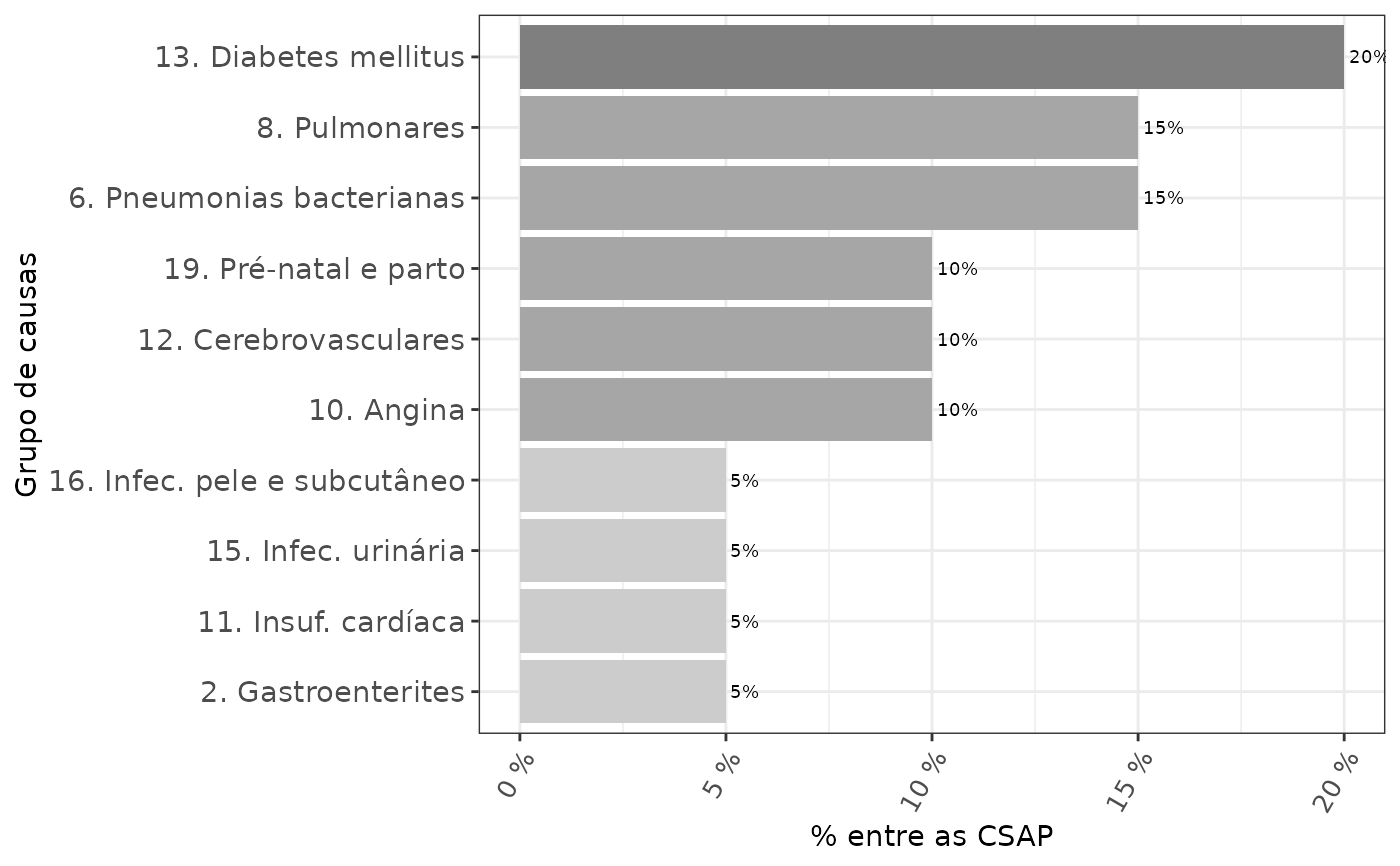 13. Diabetes mellitus 20%
8. Pulmonares 15%
6. Pneumonias bacterianas 15%
19. Pré-natal e parto 10%
12. Cerebrovasculares 10%
10. Angina 10%
16. Infec. pele e subcutâneo 5%
15. Infec. urinária 5%
11. Insuf. cardíaca 5%
2. Gastroenterites 5%
Grupo de causas
0 % 5 % 10 % 15 % 20 %
% entre as CSAP